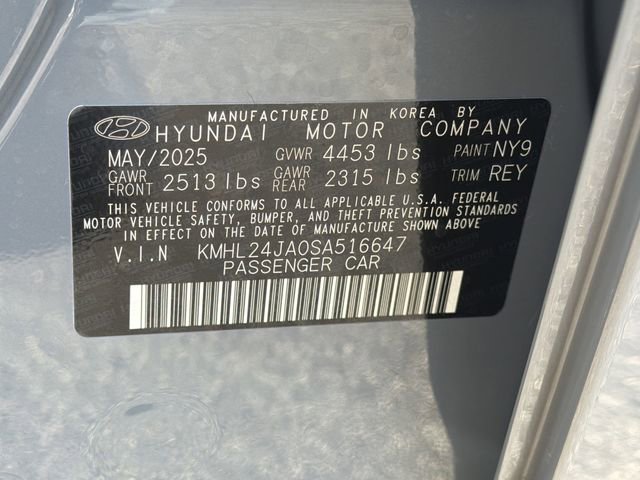 MANUFACTURED IN KOREA BY
HYUNDAI MOTOR COMPANY
MAY/2025 GVWR 4453 lbs PAINT NY9
GAWR FRONT 2513 lbs GAWR REAR 2315 lbs TRIM REY
THIS VEHICLE CONFORMS TO ALL APPLICABLE U.S.A. FEDERAL
MOTOR VEHICLE SAFETY, BUMPER, AND THEFT PREVENTION STANDARDS
IN EFFECT ON THE DATE OF MANUFACTURE SHOWN ABOVE.
V.I.N KMHL24JA0SA516647
PASSENGER CAR